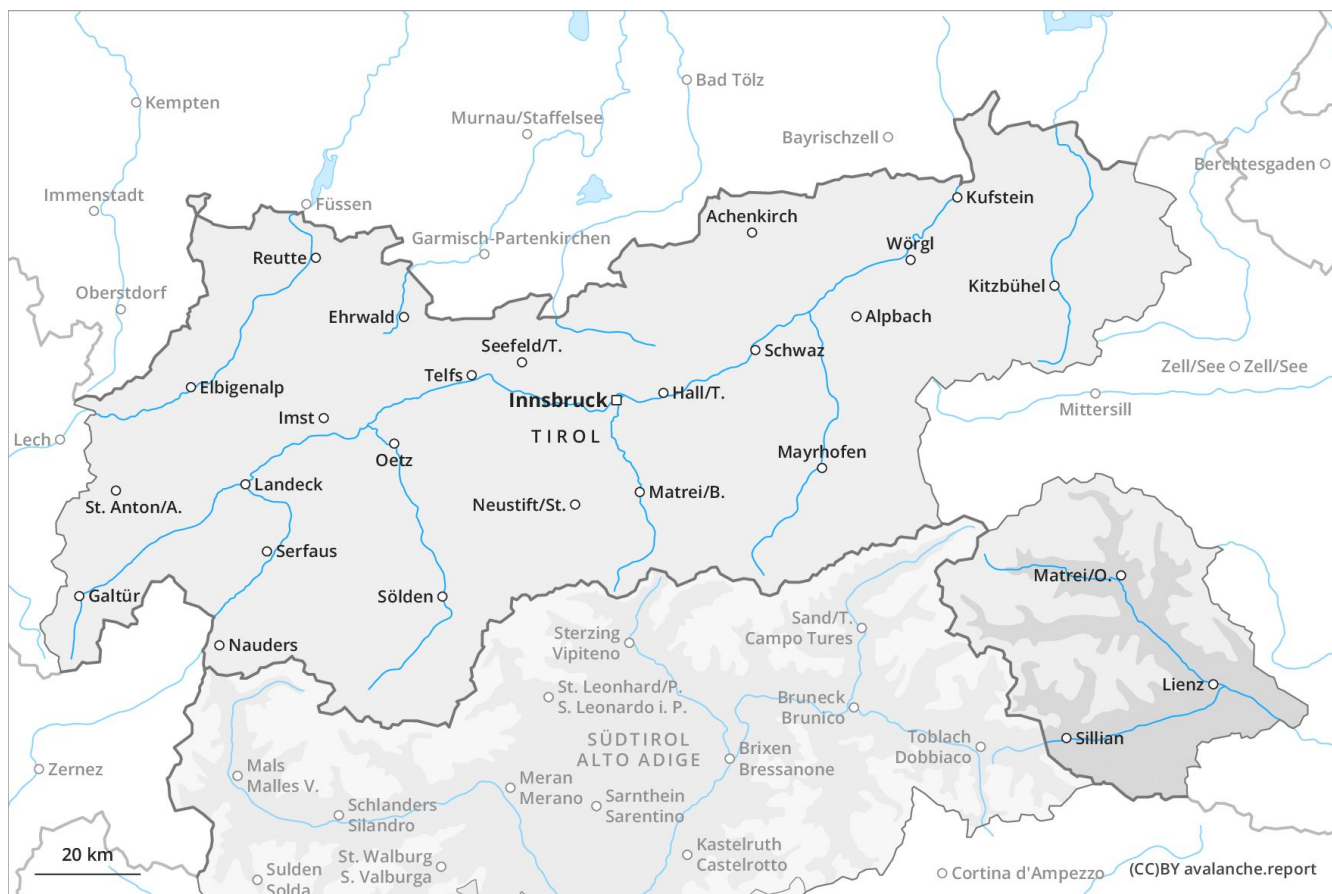 Kempten
Bad Tölz
Murnau/Staffelsee
Bayrischzell
Berchtesgaden
Immenstadt
Füssen
Kufstein
Achenkirch
Garmisch-Partenkirchen
Wörgl
Reutte
Kitzbühel
Oberstdorf
Ehrwald
Alpbach
Seefeld/T.
Schwaz
Telfs
Zell/See
Zell/See
Elbigenalp
Innsbruck
Hall/T.
Mittersill
Imst
TIROL
Lech
Oetz
Mayrhofen
Landeck
St. Anton/A.
Neustift/St.
Matrei/B.
Serfaus
Matrei/O.
Galtür
Sölden
Sand/T.
Campo Tures
Sterzing
Vipiteno
Nauders
St. Leonhard/P.
S. Leonardo i. P.
Lienz
Bruneck
Brunico
SÜDTIROL
ALTO ADIGE
Toblach
Dobbiaco
Sillian
Brixen
Bressanone
Zernez
Mals
Malles V.
Meran
Merano
Sarnthein
Sarentino
Schlanders
Silandro
Kastelruth
Castelrotto
20 km
St. Walburg
S. Valburga
Sulden
Solda
Cortina d'Ampezzo
(CC)BY avalanche.report